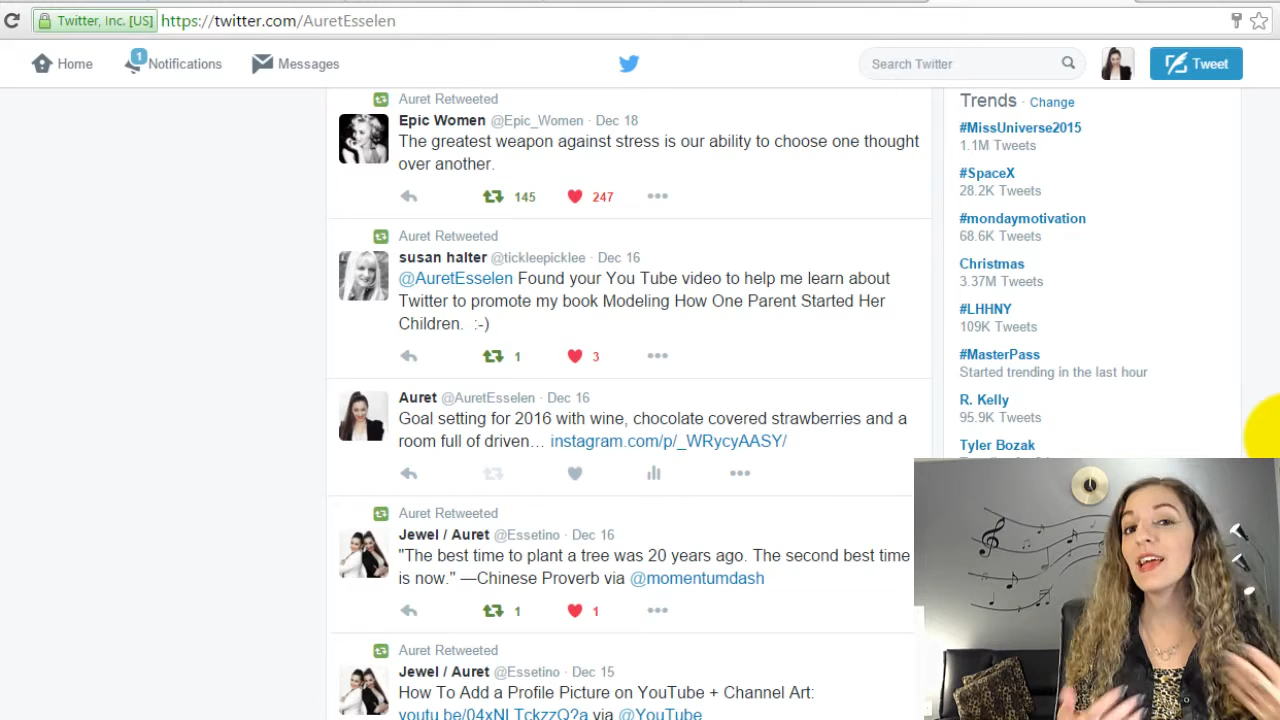 Twitter, Inc. [US] https://twitter.com/AuretEsselen
Home
1
Notifications
Messages
Search Twitter
Tweet
Auret Retweeted
Epic Women @Epic_Women · Dec 18
The greatest weapon against stress is our ability to choose one thought
over another.
145
247
Auret Retweeted
susan halter @tickleepicklee · Dec 16
@AuretEsselen Found your You Tube video to help me learn about
Twitter to promote my book Modeling How One Parent Started Her
Children. :-)
1
3
Auret @AuretEsselen · Dec 16
Goal setting for 2016 with wine, chocolate covered strawberries and a
room full of driven… instagram.com/p/_WRycyAASY/
Auret Retweeted
Jewel / Auret @Essetino · Dec 16
"The best time to plant a tree was 20 years ago. The second best time
is now." —Chinese Proverb via @momentumdash
1
1
Auret Retweeted
Jewel / Auret @Essetino · Dec 15
How To Add a Profile Picture on YouTube + Channel Art:
via @YouTube
Trends · Change
#MissUniverse2015
1.1M Tweets
#SpaceX
28.2K Tweets
#mondaymotivation
68.6K Tweets
Christmas
3.37M Tweets
#LHHNY
109K Tweets
#MasterPass
Started trending in the last hour
R. Kelly
95.9K Tweets
Tyler Bozak